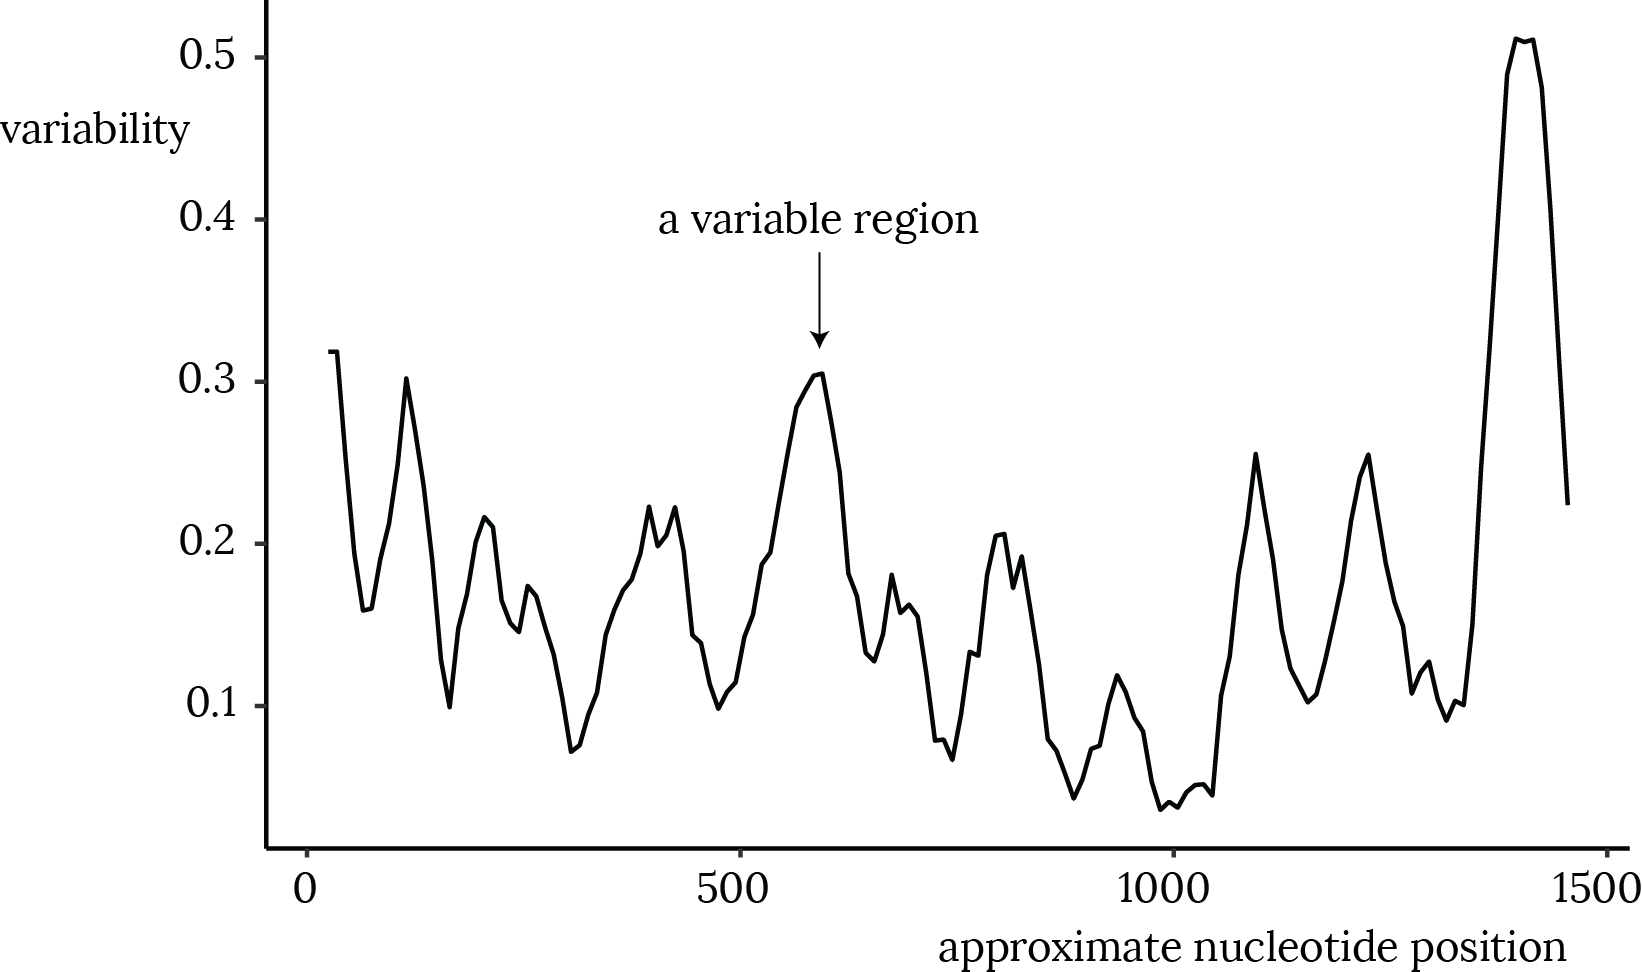 0.5
variability
0.4
a variable region
0.3
0.2
0.1
0 500 1000 1500
approximate nucleotide position